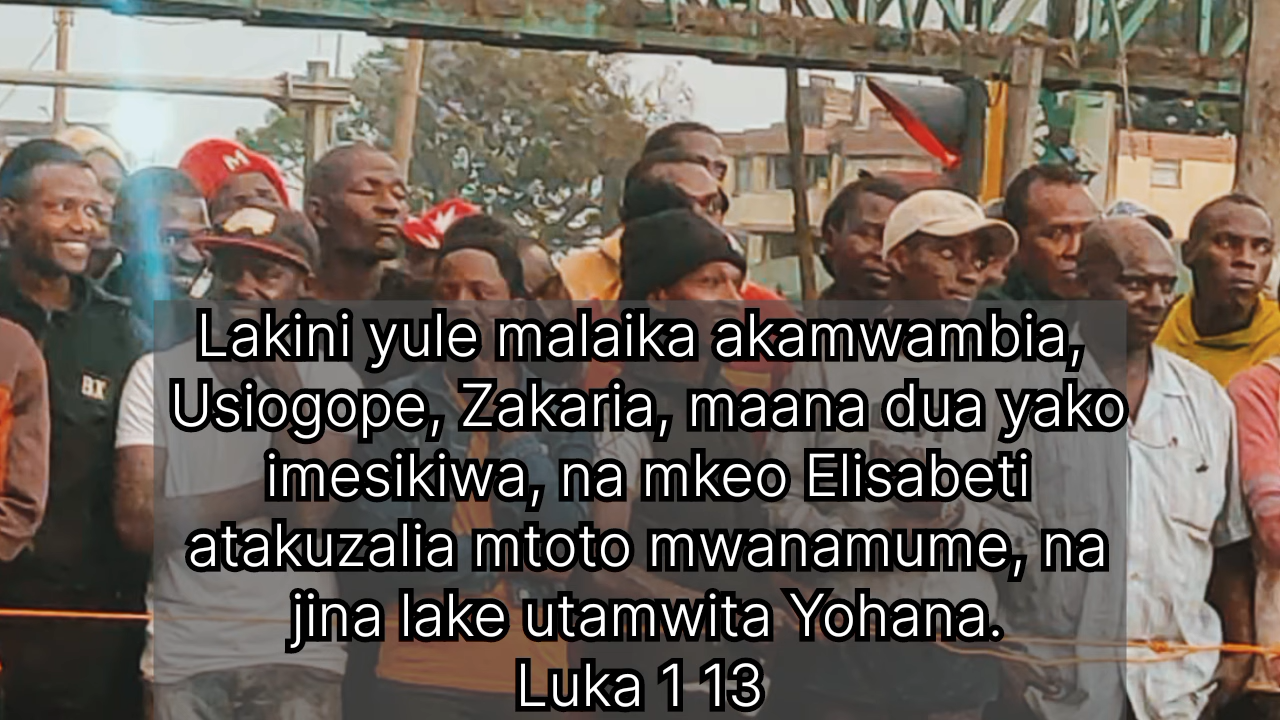 M
BK
Lakini yule malaika akamwambia,
Usiogope, Zakaria, maana dua yako
imesikiwa, na mkeo Elisabeti
atakuzalia mtoto mwanamume, na
jina lake utamwita Yohana.
Luka 1 13